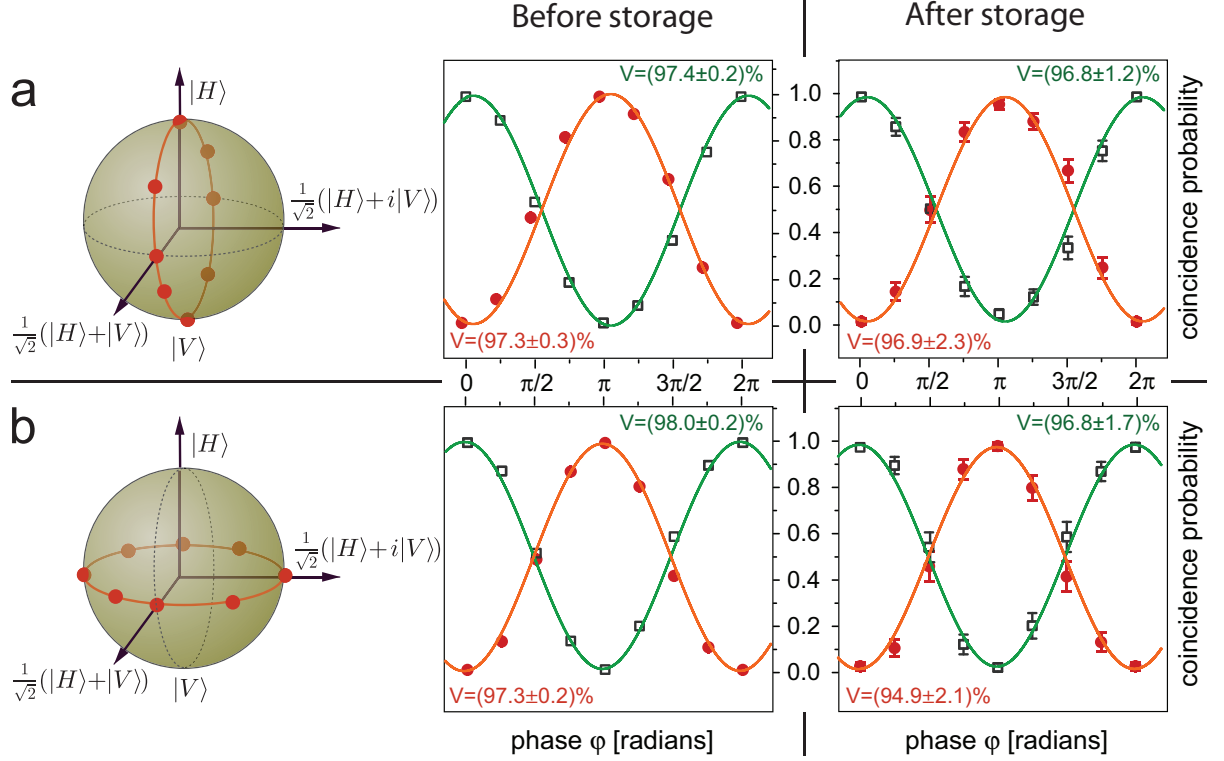 Before storage
After storage
a
|H⟩
1/√2(|H⟩+i|V⟩)
1/√2(|H⟩+|V⟩)
|V⟩
V=(97.4±0.2)%
V=(97.3±0.3)%
1.0
0.8
0.6
0.4
0.2
0.0
V=(96.8±1.2)%
V=(96.9±2.3)%
coincidence probability
0 π/2 π 3π/2 2π
0 π/2 π 3π/2 2π
b
|H⟩
1/√2(|H⟩+i|V⟩)
1/√2(|H⟩+|V⟩)
|V⟩
V=(98.0±0.2)%
V=(97.3±0.2)%
1.0
0.8
0.6
0.4
0.2
0.0
V=(96.8±1.7)%
V=(94.9±2.1)%
coincidence probability
phase φ [radians]
phase φ [radians]